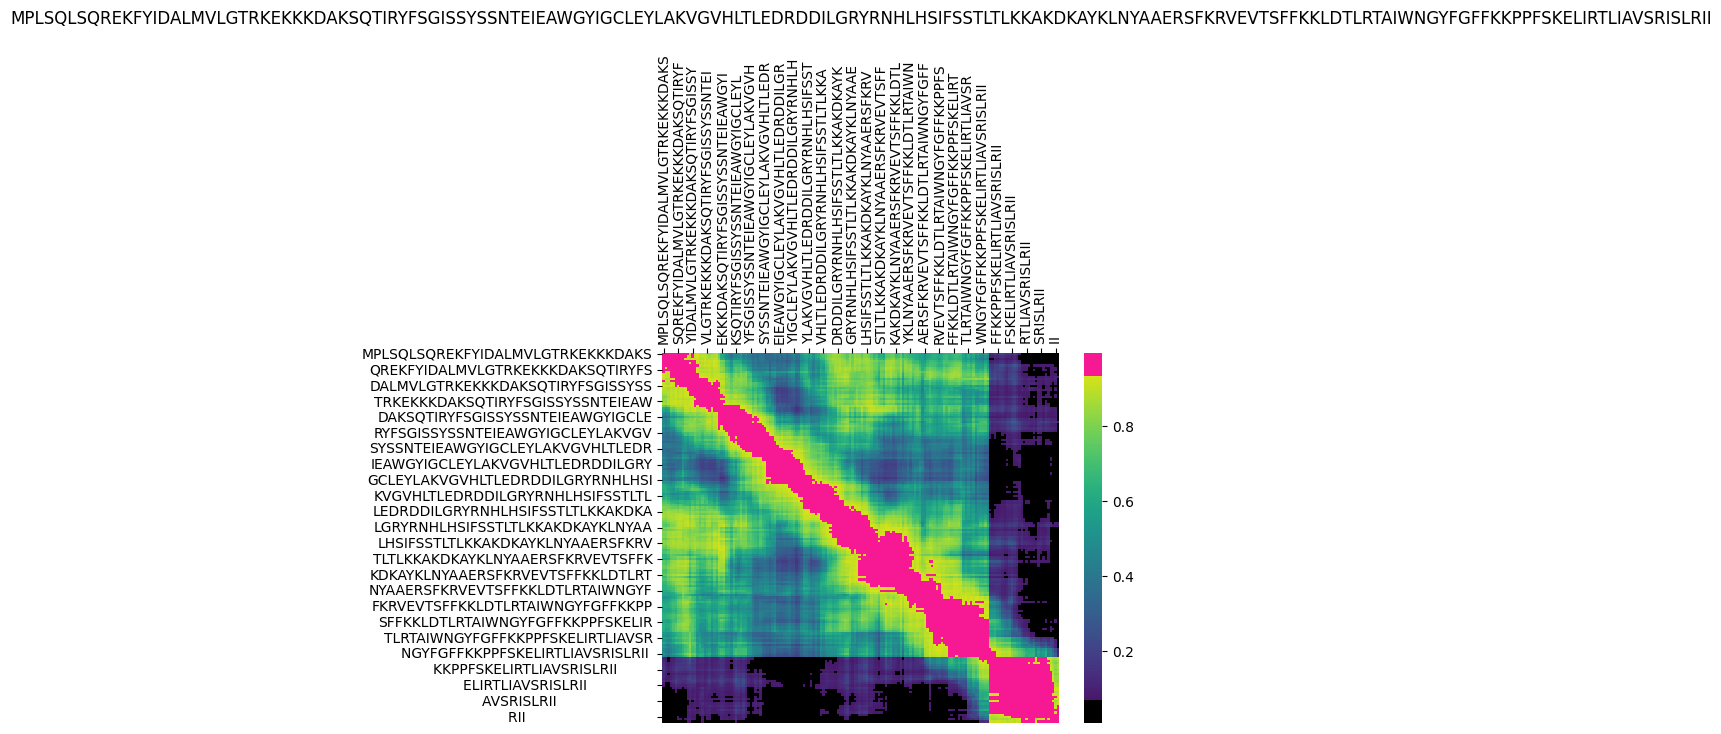 MPLSQLSQREKFYIDALMVLGTRKEKKKDAKSQTIRYFSGISSYSSNTEIEAWGYIGCLEYLAKVGVHLTLEDRDDILGRYRNHLHSIFSSTLTLKKAKDKAYKLNYAAERSFKRVEVTSFFKKLDTLRTAIWNGYFGFFKKPPFSKELIRTLIAVSRISLRII
MPLSQLSQREKFYIDALMVLGTRKEKKKDAKS
SQREKFYIDALMVLGTRKEKKKDAKSQTIRYF
YIDALMVLGTRKEKKKDAKSQTIRYFSGISSY
VLGTRKEKKKDAKSQTIRYFSGISSYSSNTEI
EKKKDAKSQTIRYFSGISSYSSNTEIEAWGYI
KSQTIRYFSGISSYSSNTEIEAWGYIGCLEYL
YFSGISSYSSNTEIEAWGYIGCLEYLAKVGVH
SYSSNTEIEAWGYIGCLEYLAKVGVHLTLEDR
EIEAWGYIGCLEYLAKVGVHLTLEDRDDILGR
YIGCLEYLAKVGVHLTLEDRDDILGRYRNHLH
YLAKVGVHLTLEDRDDILGRYRNHLHSIFSST
VHLTLEDRDDILGRYRNHLHSIFSSTLTLKKA
DRDDILGRYRNHLHSIFSSTLTLKKAKDKAYK
GRYRNHLHSIFSSTLTLKKAKDKAYKLNYAAE
LHSIFSSTLTLKKAKDKAYKLNYAAERSFKRV
STLTLKKAKDKAYKLNYAAERSFKRVEVTSFF
KAKDKAYKLNYAAERSFKRVEVTSFFKKLDTL
YKLNYAAERSFKRVEVTSFFKKLDTLRTAIWN
AERSFKRVEVTSFFKKLDTLRTAIWNGYFGFF
RVEVTSFFKKLDTLRTAIWNGYFGFFKKPPFS
FFKKLDTLRTAIWNGYFGFFKKPPFSKELIRT
TLRTAIWNGYFGFFKKPPFSKELIRTLIAVSR
WNGYFGFFKKPPFSKELIRTLIAVSRISLRII
FFKKPPFSKELIRTLIAVSRISLRII
FSKELIRTLIAVSRISLRII
RTLIAVSRISLRII
SRISLRII
II
MPLSQLSQREKFYIDALMVLGTRKEKKKDAKS
QREKFYIDALMVLGTRKEKKKDAKSQTIRYFS
DALMVLGTRKEKKKDAKSQTIRYFSGISSYSS
TRKEKKKDAKSQTIRYFSGISSYSSNTEIEAW
DAKSQTIRYFSGISSYSSNTEIEAWGYIGCLE
RYFSGISSYSSNTEIEAWGYIGCLEYLAKVGV
SYSSNTEIEAWGYIGCLEYLAKVGVHLTLEDR
IEAWGYIGCLEYLAKVGVHLTLEDRDDILGRY
GCLEYLAKVGVHLTLEDRDDILGRYRNHLHSI
KVGVHLTLEDRDDILGRYRNHLHSIFSSTLTL
LEDRDDILGRYRNHLHSIFSSTLTLKKAKDKA
LGRYRNHLHSIFSSTLTLKKAKDKAYKLNYAA
LHSIFSSTLTLKKAKDKAYKLNYAAERSFKRV
TLTLKKAKDKAYKLNYAAERSFKRVEVTSFFK
KDKAYKLNYAAERSFKRVEVTSFFKKLDTLRT
NYAAERSFKRVEVTSFFKKLDTLRTAIWNGYF
FKRVEVTSFFKKLDTLRTAIWNGYFGFFKKPP
SFFKKLDTLRTAIWNGYFGFFKKPPFSKELIR
TLRTAIWNGYFGFFKKPPFSKELIRTLIAVSR
NGYFGFFKKPPFSKELIRTLIAVSRISLRII
KKPPFSKELIRTLIAVSRISLRII
ELIRTLIAVSRISLRII
AVSRISLRII
RII
0.8
0.6
0.4
0.2